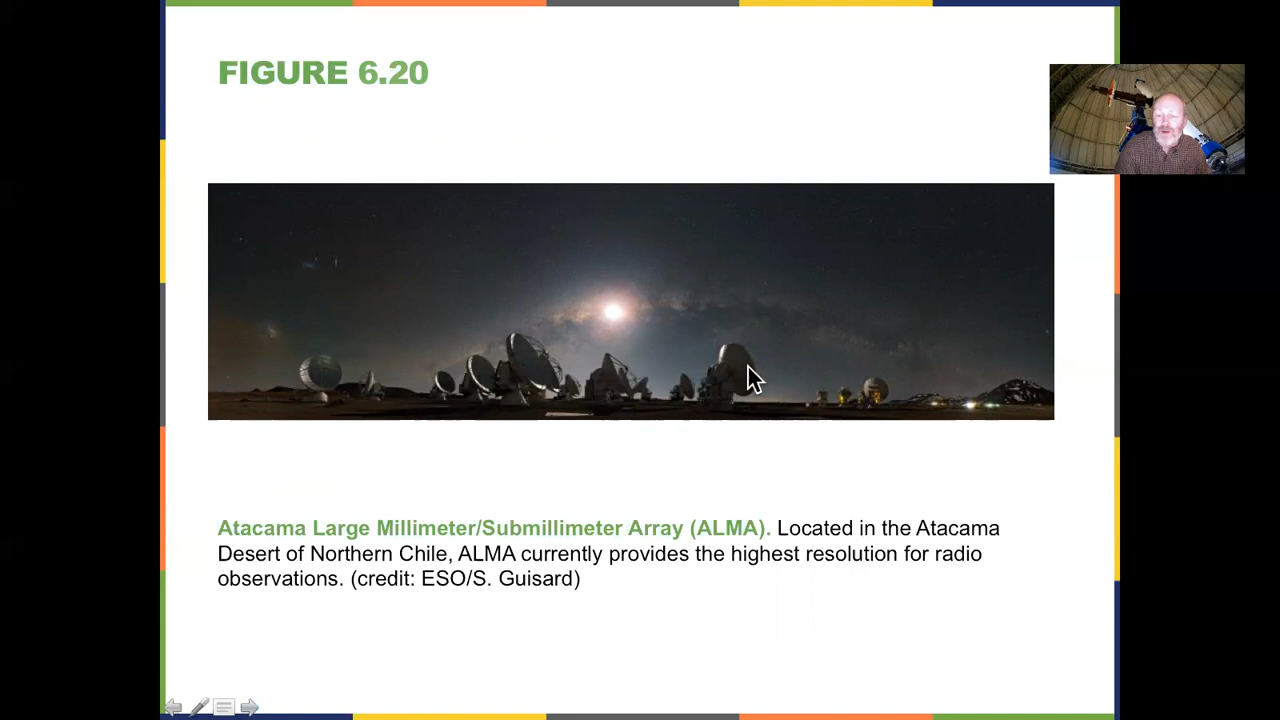 FIGURE 6.20
Atacama Large Millimeter/Submillimeter Array (ALMA). Located in the Atacama
Desert of Northern Chile, ALMA currently provides the highest resolution for radio
observations. (credit: ESO/S. Guisard)